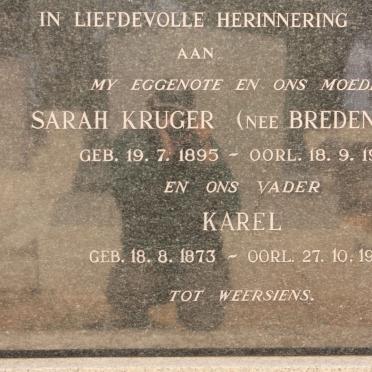 IN LIEFDEVOLLE HERINNERING
AAN
MY EGGENOTE EN ONS MOED
SARAH KRUGER (NEE BREDEN
GEB. 19. 7. 1895 - OORL. 18. 9. 19
EN ONS VADER
KAREL
GEB. 18. 8. 1873 - OORL. 27. 10. 19
TOT WEERSIENS.